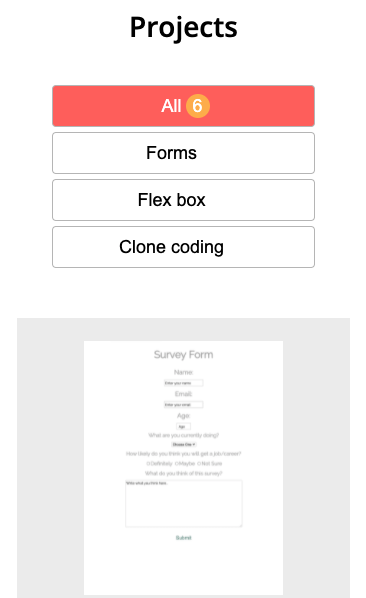 Projects
All 6
Forms
Flex box
Clone coding
Survey Form
Name:
Enter you name
Email:
Enter you email
Age:
Age
What are you currently doing?
Choose One
How likely do you think you will get a job/career?
Definitely Maybe Not Sure
What do you think of this survey?
Write what you think here..
Submit